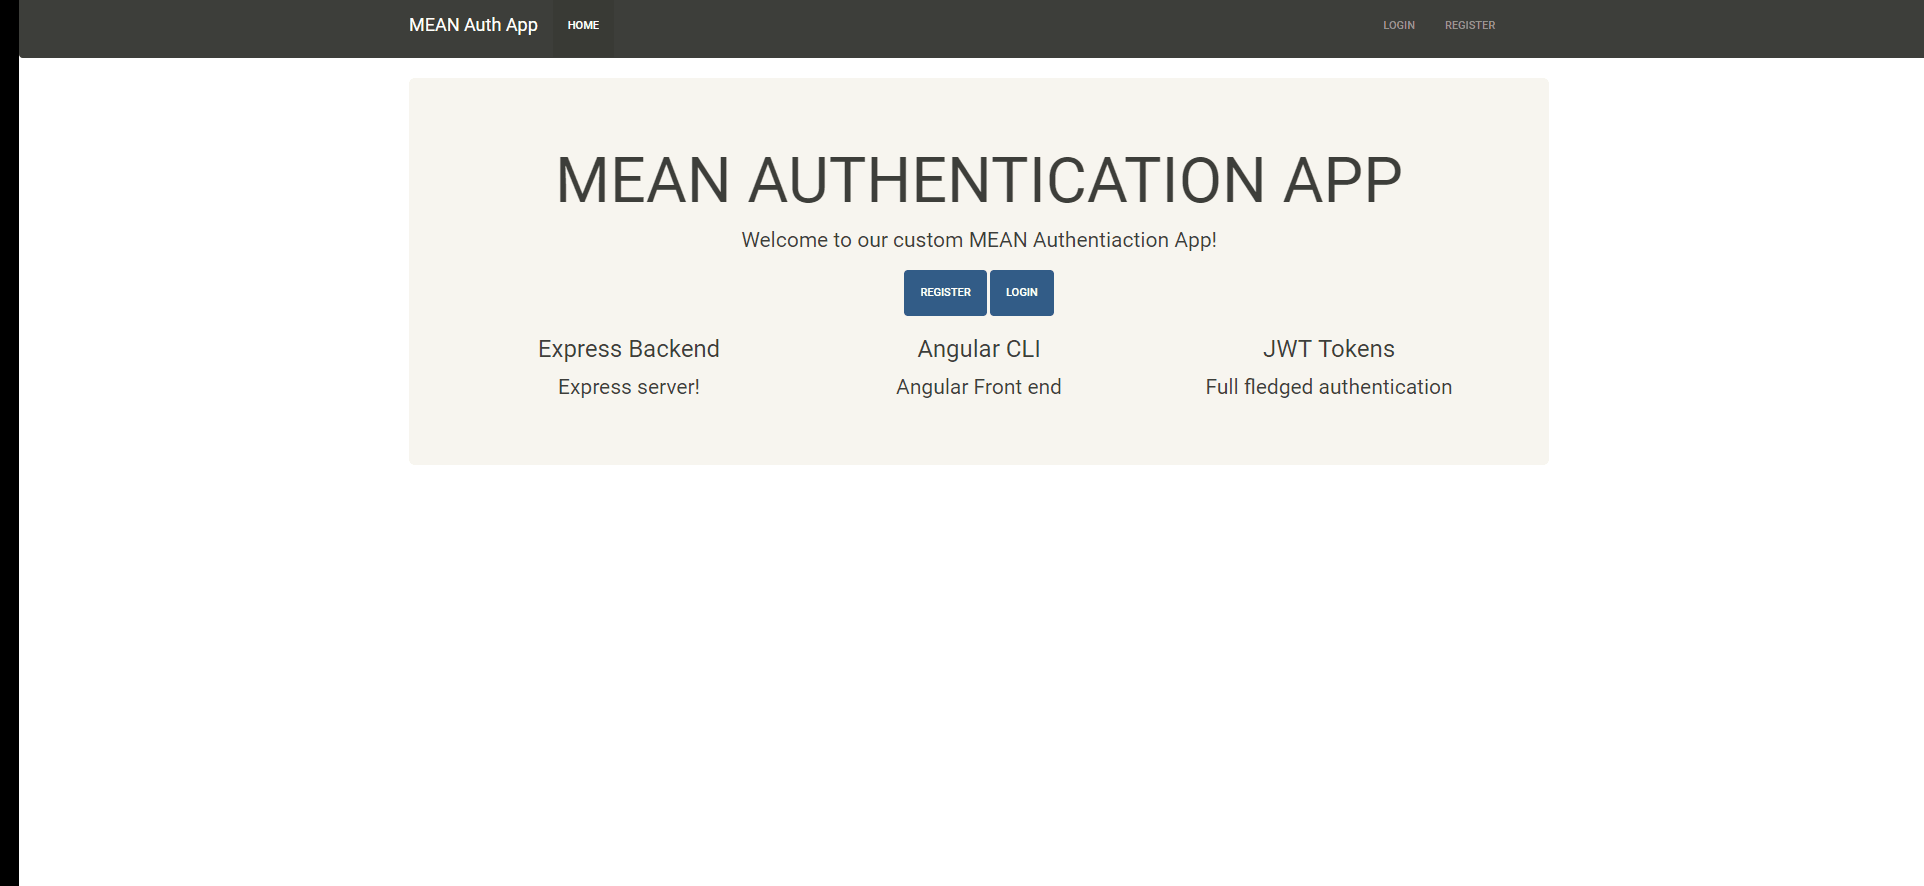 MEAN Auth App HOME LOGIN REGISTER
MEAN AUTHENTICATION APP
Welcome to our custom MEAN Authentiaction App!
REGISTER LOGIN
Express Backend Angular CLI JWT Tokens
Express server! Angular Front end Full fledged authentication